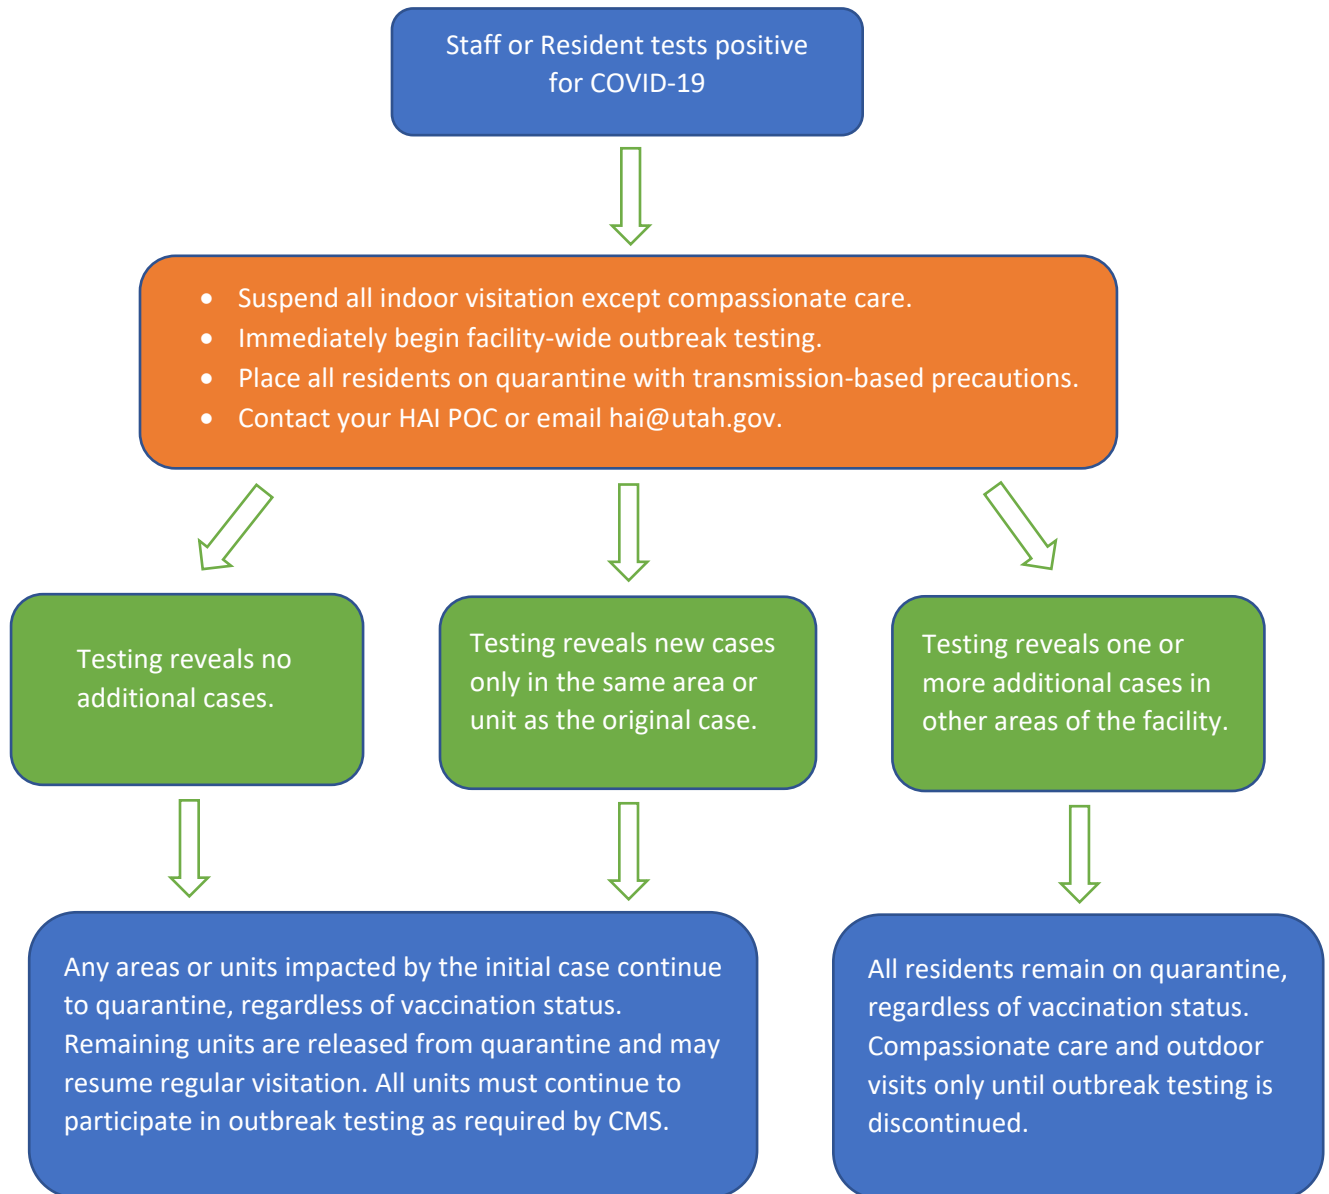 Staff or Resident tests positive
for COVID-19
• Suspend all indoor visitation except compassionate care.
• Immediately begin facility-wide outbreak testing.
• Place all residents on quarantine with transmission-based precautions.
• Contact your HAI POC or email hai@utah.gov.
Testing reveals no
additional cases.
Testing reveals new cases
only in the same area or
unit as the original case.
Testing reveals one or
more additional cases in
other areas of the facility.
Any areas or units impacted by the initial case continue
to quarantine, regardless of vaccination status.
Remaining units are released from quarantine and may
resume regular visitation. All units must continue to
participate in outbreak testing as required by CMS.
All residents remain on quarantine,
regardless of vaccination status.
Compassionate care and outdoor
visits only until outbreak testing is
discontinued.